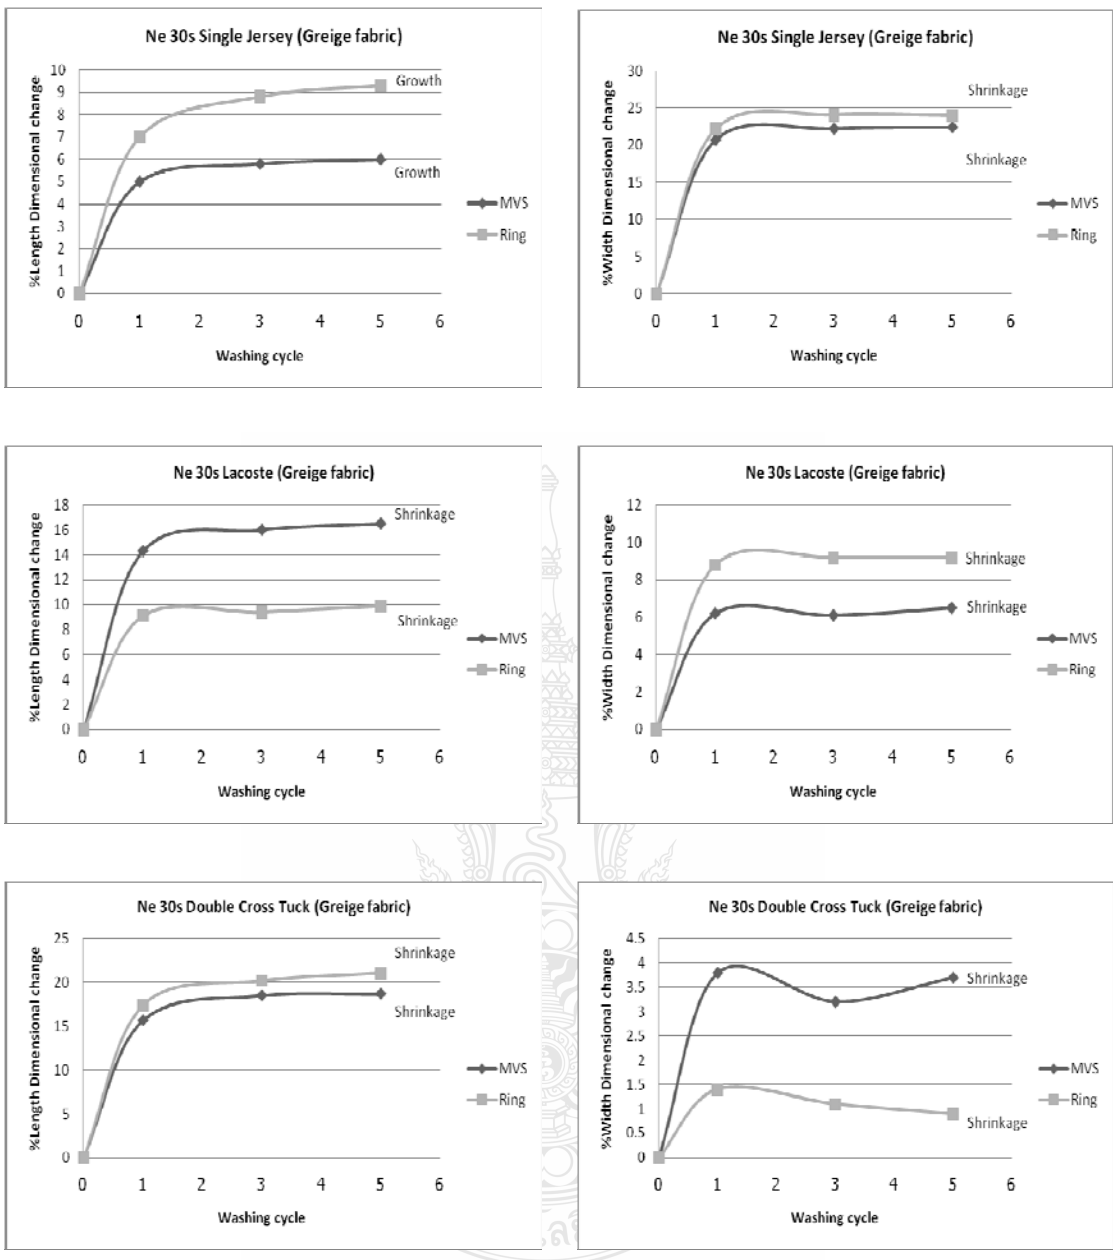 Ne 30s Single Jersey (Greige fabric)
%Length Dimensional change
10
9
8
7
6
5
4
3
2
1
0
Growth
Growth
MVS
Ring
0 1 2 3 4 5 6
Washing cycle
Ne 30s Single Jersey (Greige fabric)
%Width Dimensional change
30
25
20
15
10
5
0
Shrinkage
Shrinkage
MVS
Ring
0 1 2 3 4 5 6
Washing cycle
Ne 30s Lacoste (Greige fabric)
%Length Dimensional change
18
16
14
12
10
8
6
4
2
0
Shrinkage
Shrinkage
MVS
Ring
0 1 2 3 4 5 6
Washing cycle
Ne 30s Lacoste (Greige fabric)
%Width Dimensional change
12
10
8
6
4
2
0
Shrinkage
Shrinkage
MVS
Ring
0 1 2 3 4 5 6
Washing cycle
Ne 30s Double Cross Tuck (Greige fabric)
%Length Dimensional change
25
20
15
10
5
0
Shrinkage
Shrinkage
MVS
Ring
0 1 2 3 4 5 6
Washing cycle
Ne 30s Double Cross Tuck (Greige fabric)
%Width Dimensional change
4.5
4
3.5
3
2.5
2
1.5
1
0.5
0
Shrinkage
Shrinkage
MVS
Ring
0 1 2 3 4 5 6
Washing cycle